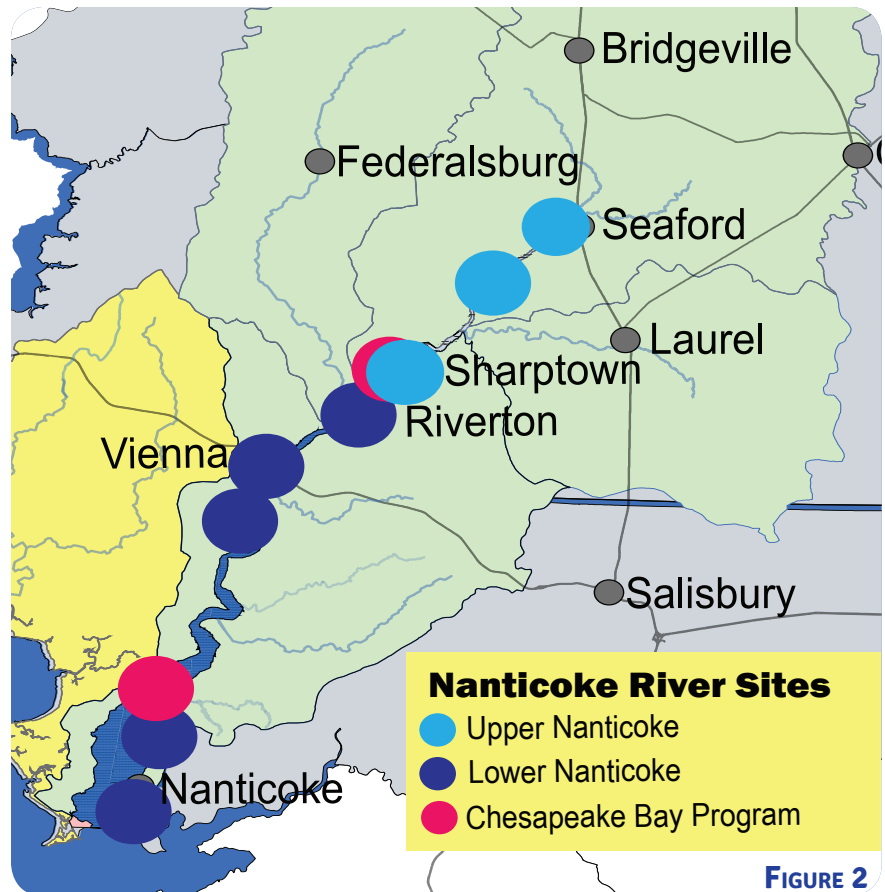 Bridgeville
Federalsburg
Seaford
Laurel
Sharptown
Riverton
Vienna
Salisbury
Nanticoke River Sites
Upper Nanticoke
Lower Nanticoke
Chesapeake Bay Program
Nanticoke
FIGURE 2